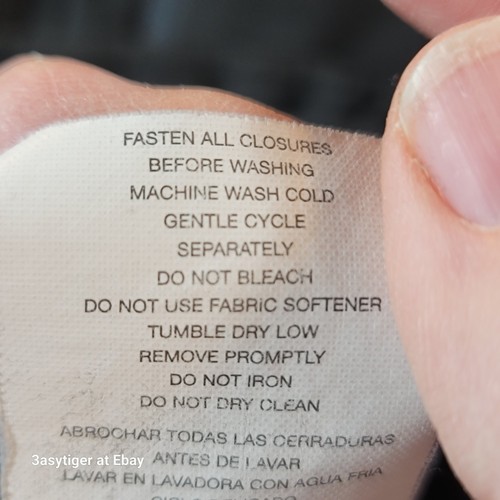 FASTEN ALL CLOSURES
BEFORE WASHING
MACHINE WASH COLD
GENTLE CYCLE
SEPARATELY
DO NOT BLEACH
DO NOT USE FABRIC SOFTENER
TUMBLE DRY LOW
REMOVE PROMPTLY
DO NOT IRON
DO NOT DRY CLEAN
ABROCHAR TODAS LAS CERRADURAS
ANTES DE LAVAR
LAVAR EN LAVADORA CON AGUA FRIA
3asytiger at Ebay